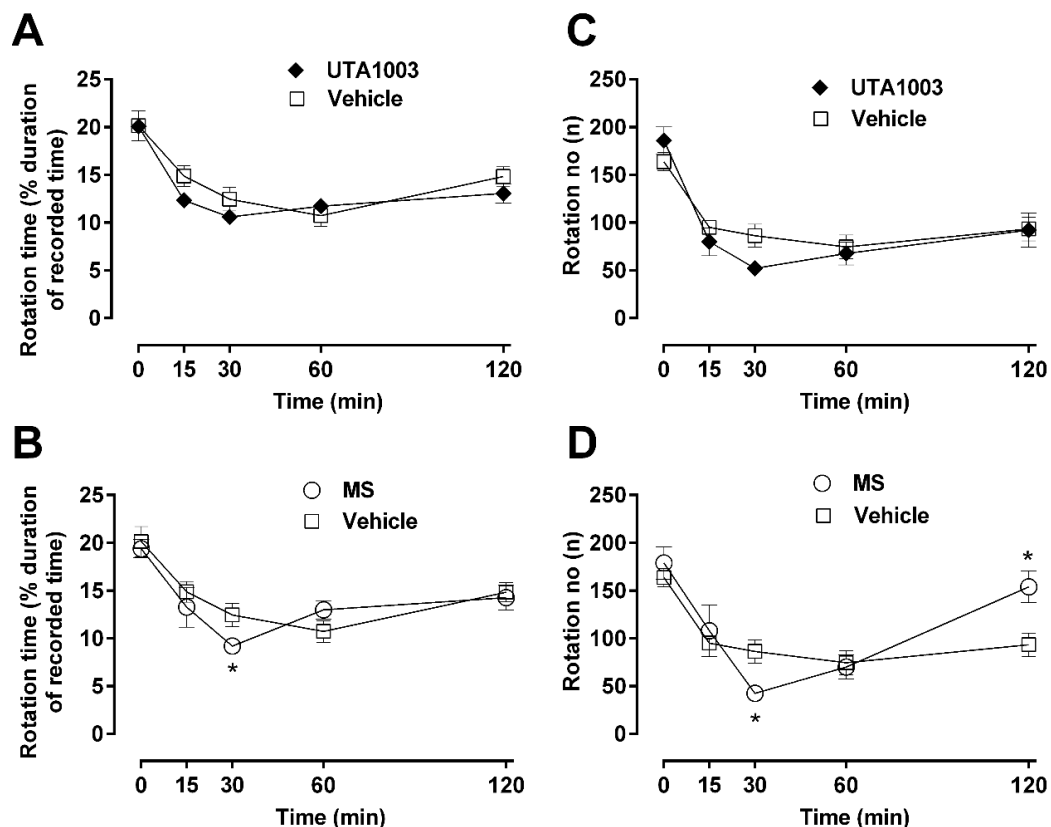 A
UTA1003
Vehicle
Rotation time (% duration
of recorded time)
25
20
15
10
5
0
0 15 30 60 120
Time (min)
C
UTA1003
Vehicle
Rotation no (n)
250
200
150
100
50
0
0 15 30 60 120
Time (min)
B
MS
Vehicle
Rotation time (% duration
of recorded time)
25
20
15
10
5
0
*
0 15 30 60 120
Time (min)
D
MS
Vehicle
Rotation no (n)
250
200
150
100
50
0
*
*
0 15 30 60 120
Time (min)